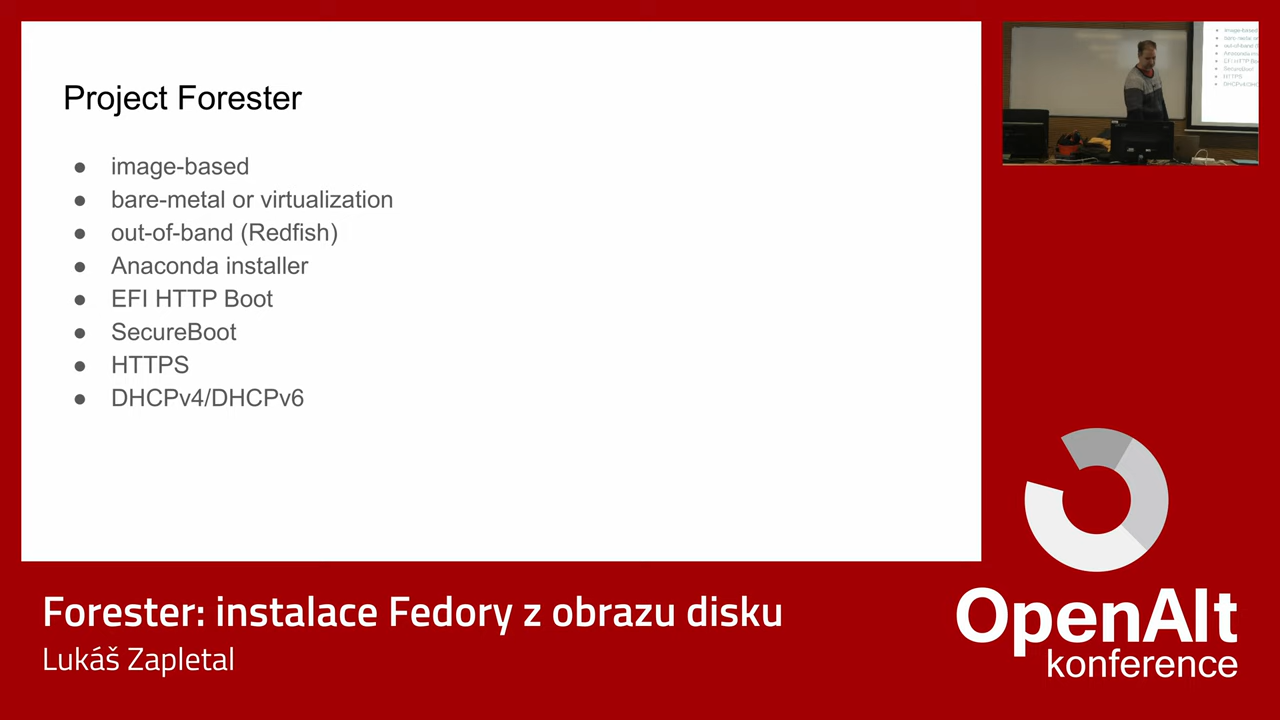 Project Forester
● image-based
● bare-metal or virtualization
● out-of-band (Redfish)
● Anaconda installer
● EFI HTTP Boot
● SecureBoot
● HTTPS
● DHCPv4/DHCPv6
Forester: instalace Fedory z obrazu disku
Lukáš Zapletal
OpenAlt
konference